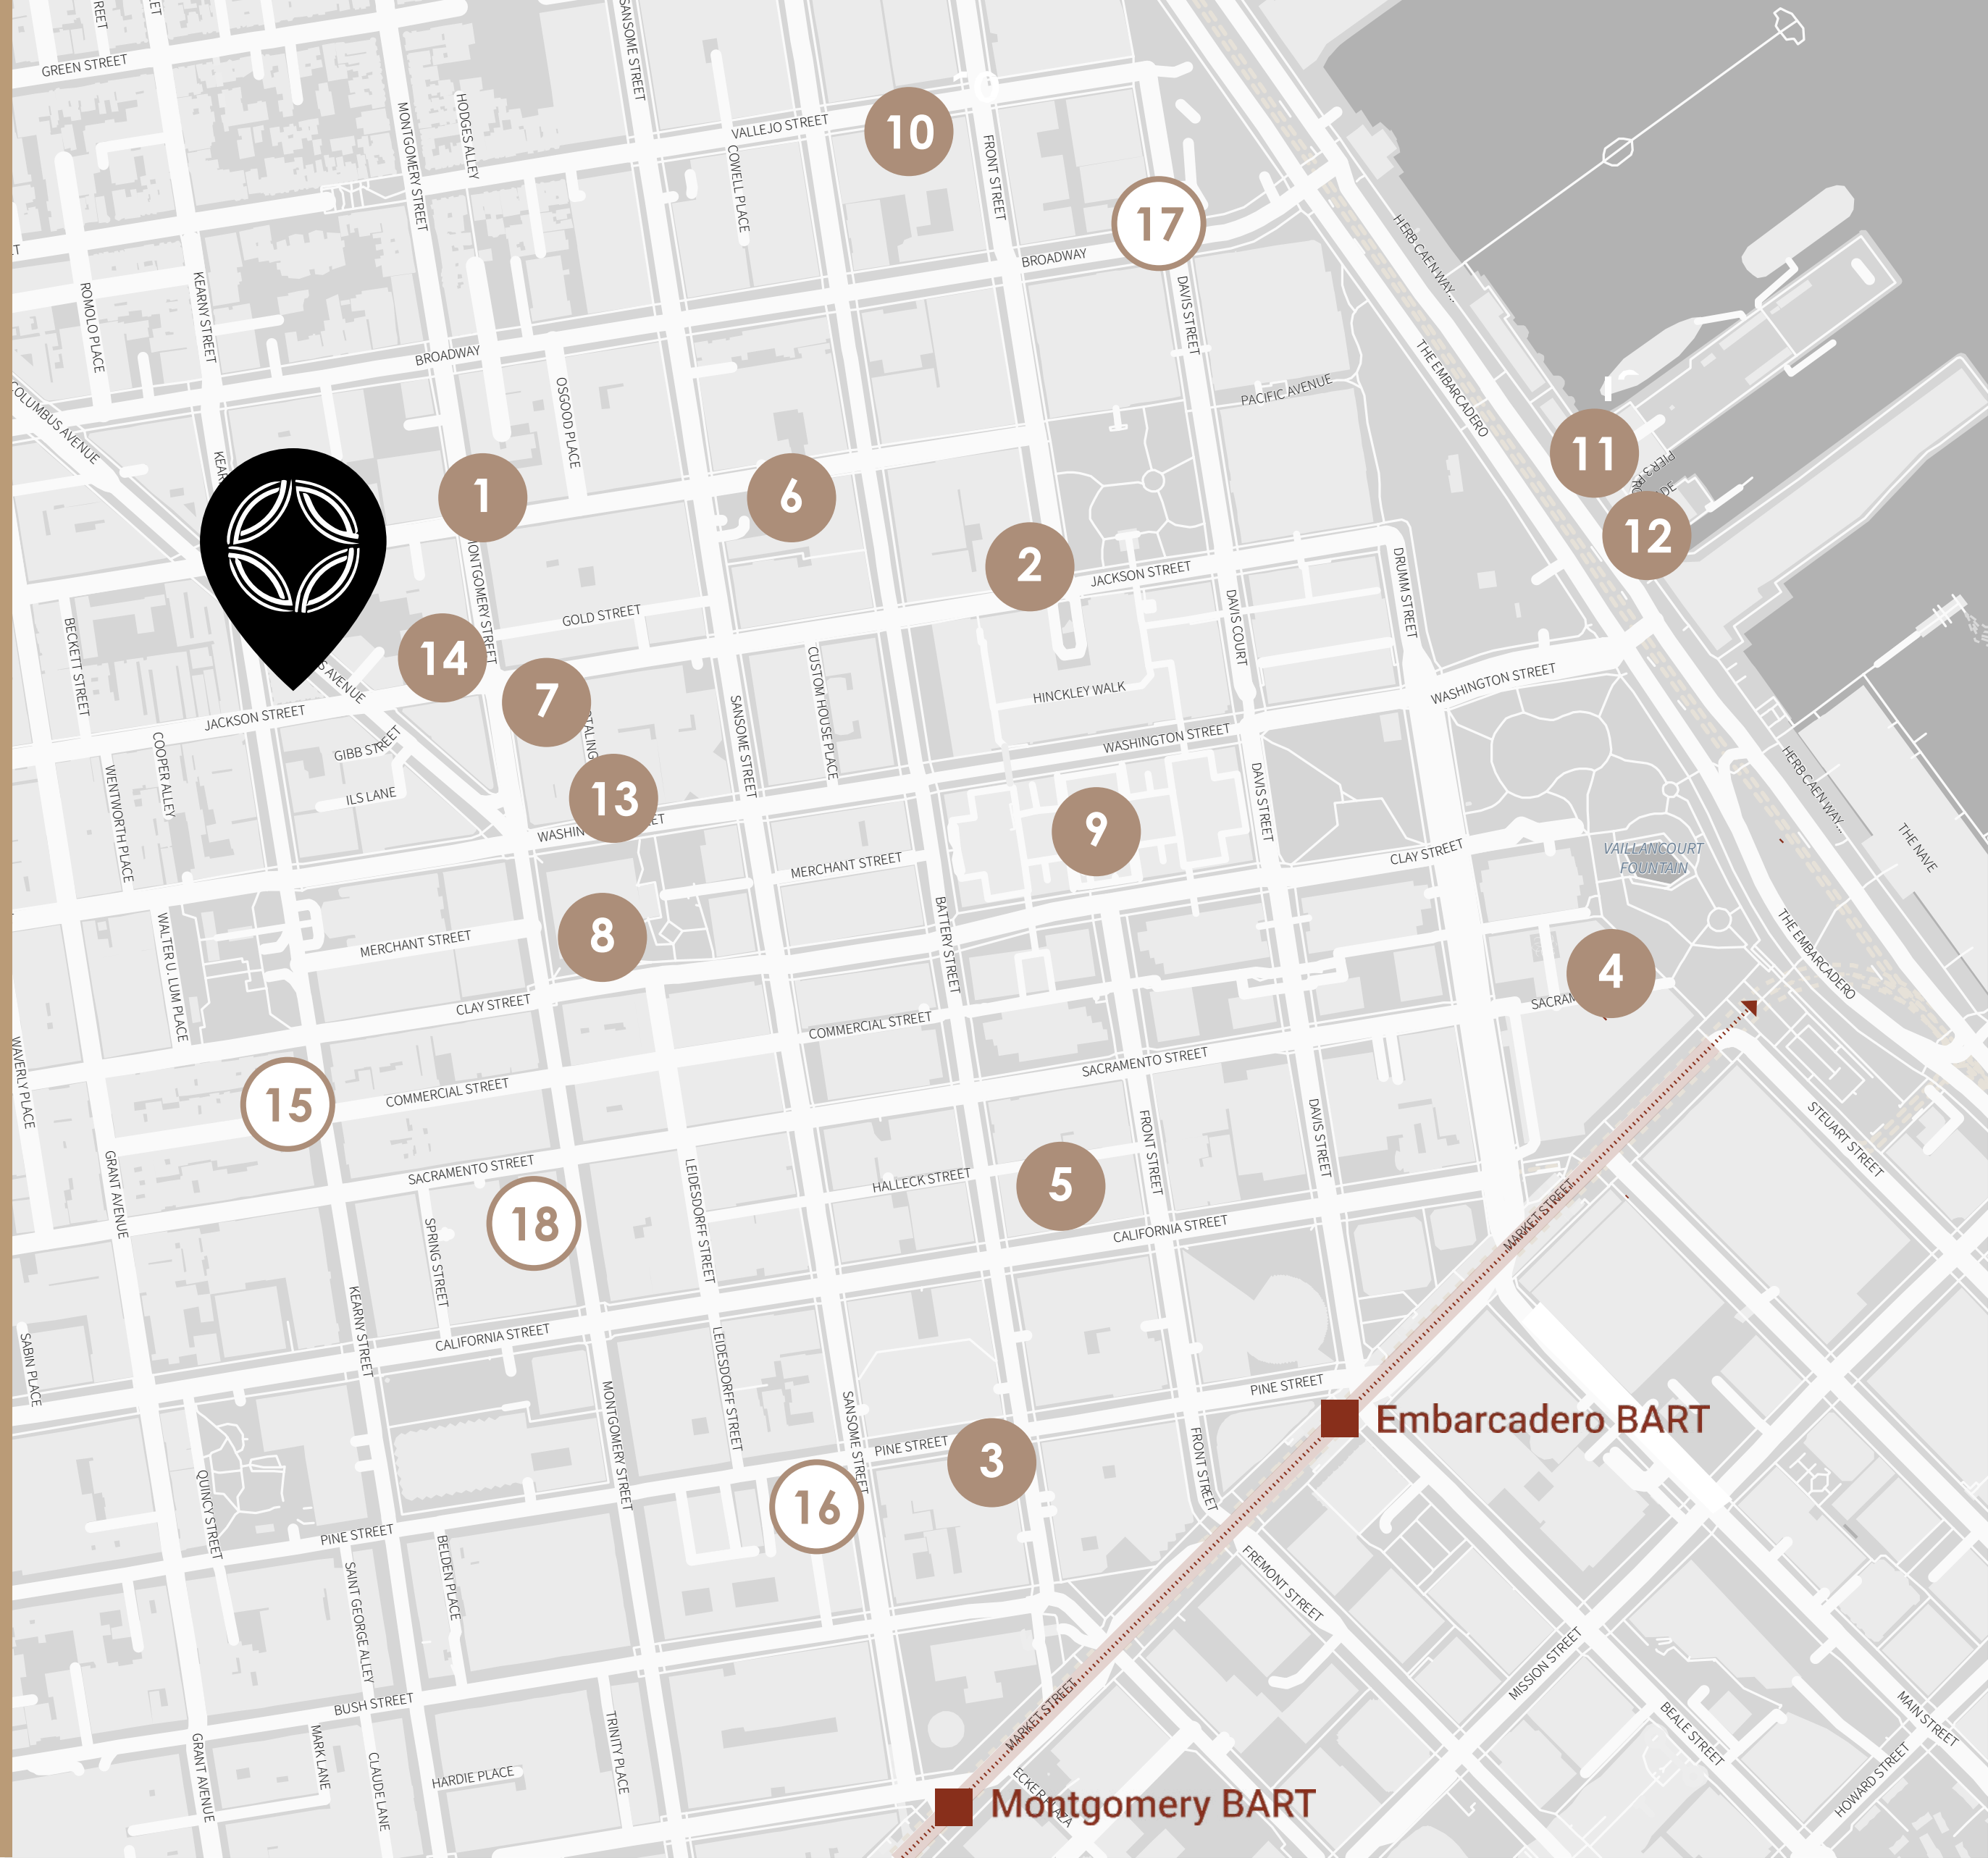 GREEN STREET
HODGES ALLEY
MONTGOMERY STREET
SANSOME STREET
VALLEJO STREET
COWELL PLACE
10
FRONT STREET
17
BROADWAY
DAVIS STREET
HERB CAEN WAY...
KEARNY STREET
ROMOLO PLACE
BROADWAY
OSGOOD PLACE
PACIFIC AVENUE
THE EMBARCADERO
COLUMBUS AVENUE
11
PIER 3
12
1
6
2
JACKSON STREET
DRUMM STREET
MONTGOMERY STREET
GOLD STREET
DAVIS COURT
BECKETT STREET
14
7
CUSTOM HOUSE PLACE
HINCKLEY WALK
WASHINGTON STREET
JACKSON STREET
GIBB STREET
SANSOME STREET
WASHINGTON STREET
HERB CAEN WAY...
COOPER ALLEY
WENTWORTH PLACE
ILS LANE
13
9
DAVIS STREET
CLAY STREET
VAILLANCOURT
FOUNTAIN
THE NAVE
MERCHANT STREET
8
MERCHANT STREET
BATTERY STREET
WALTER U. LUM PLACE
4
THE EMBARCADERO
CLAY STREET
COMMERCIAL STREET
WAVERLY PLACE
15
COMMERCIAL STREET
SACRAMENTO STREET
STEUART STREET
GRANT AVENUE
SACRAMENTO STREET
LEIDESDORFF STREET
HALLECK STREET
5
FRONT STREET
DAVIS STREET
18
SPRING STREET
CALIFORNIA STREET
MARKET STREET
SABIN PLACE
KEARNY STREET
CALIFORNIA STREET
LEIDESDORFF STREET
MONTGOMERY STREET
SANSOME STREET
PINE STREET
Embarcadero BART
PINE STREET
3
FRONT STREET
16
QUINCY STREET
PINE STREET
BELDEN PLACE
SAINT GEORGE ALLEY
FREMONT STREET
MISSION STREET
BEALE STREET
MAIN STREET
HOWARD STREET
BUSH STREET
MARKET STREET
GRANT AVENUE
MARK LANE
CLAUDE LANE
HARDIE PLACE
TRINITY PLACE
Montgomery BART